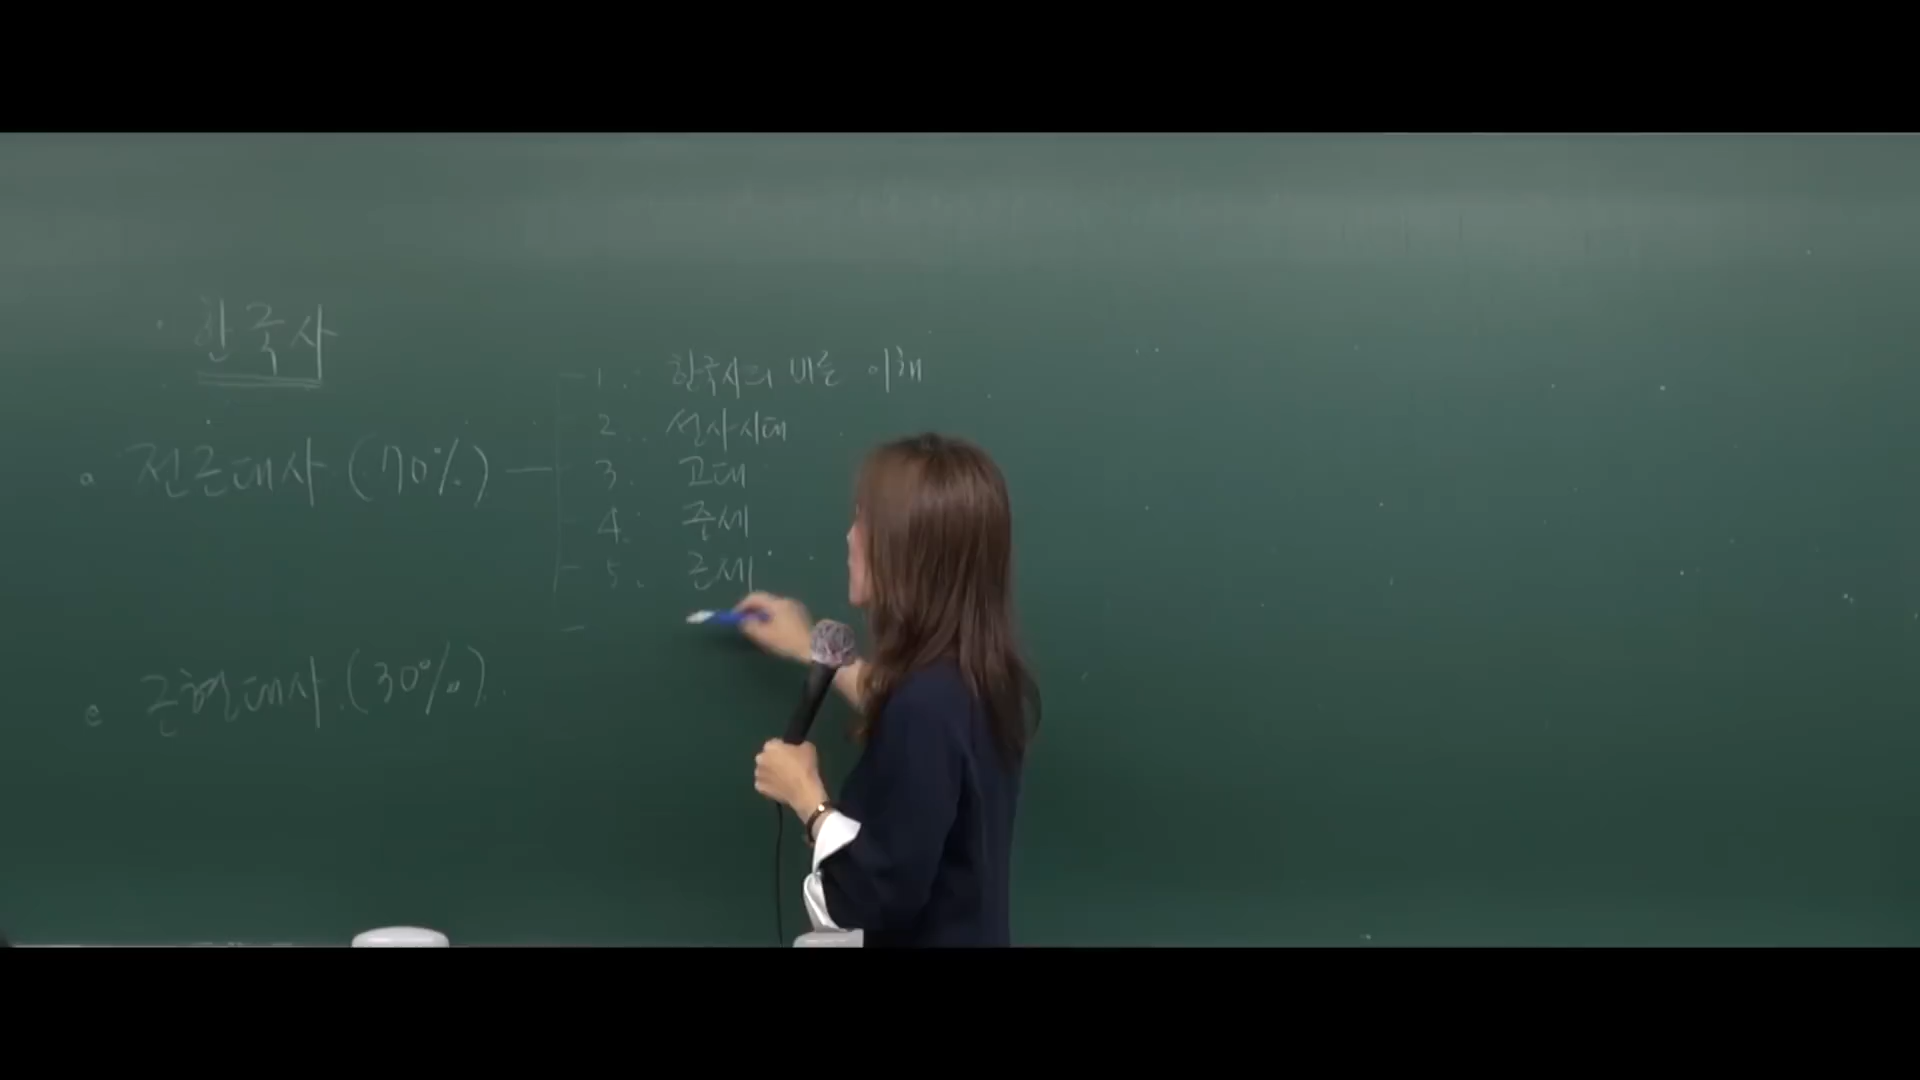 한국사
전근대사 (70%)
1. 한국사의 바른 이해
2. 선사시대
3. 고대
4. 중세
5. 근세
근현대사 (30%)